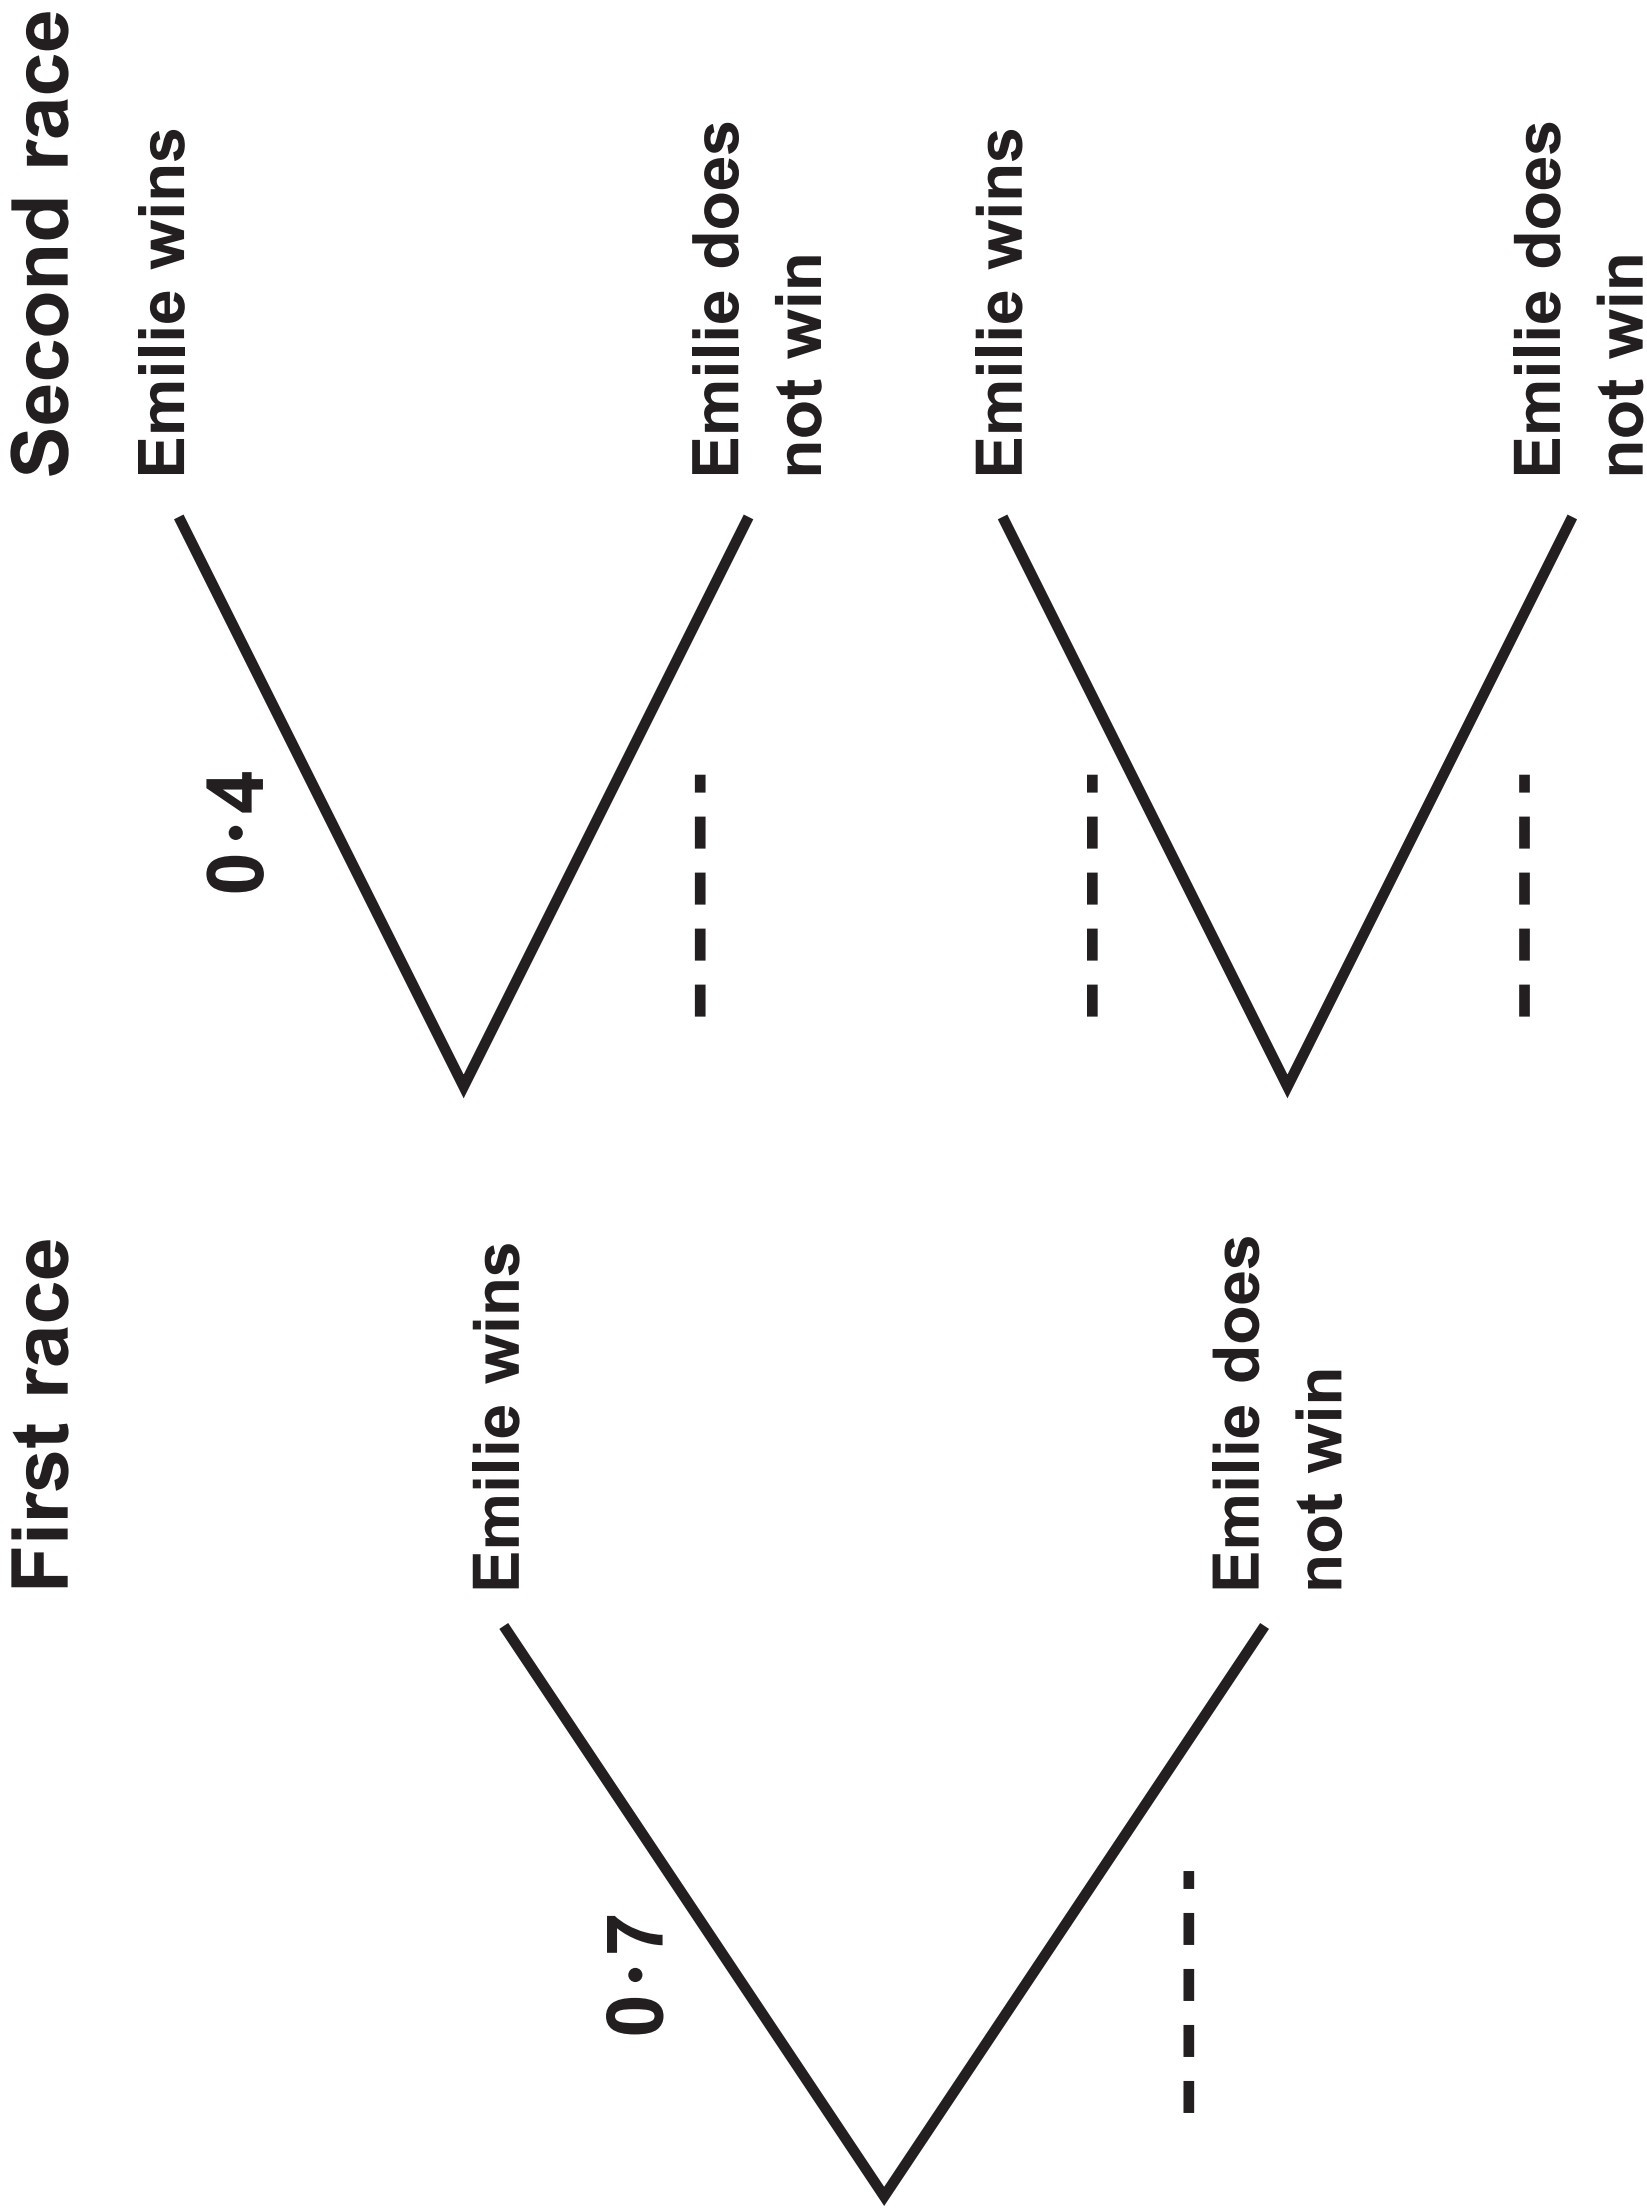 First race
Second race
Emilie wins
0·4
Emilie wins
0·7
Emilie does
not win
Emilie wins
Emilie does
not win
Emilie does
not win